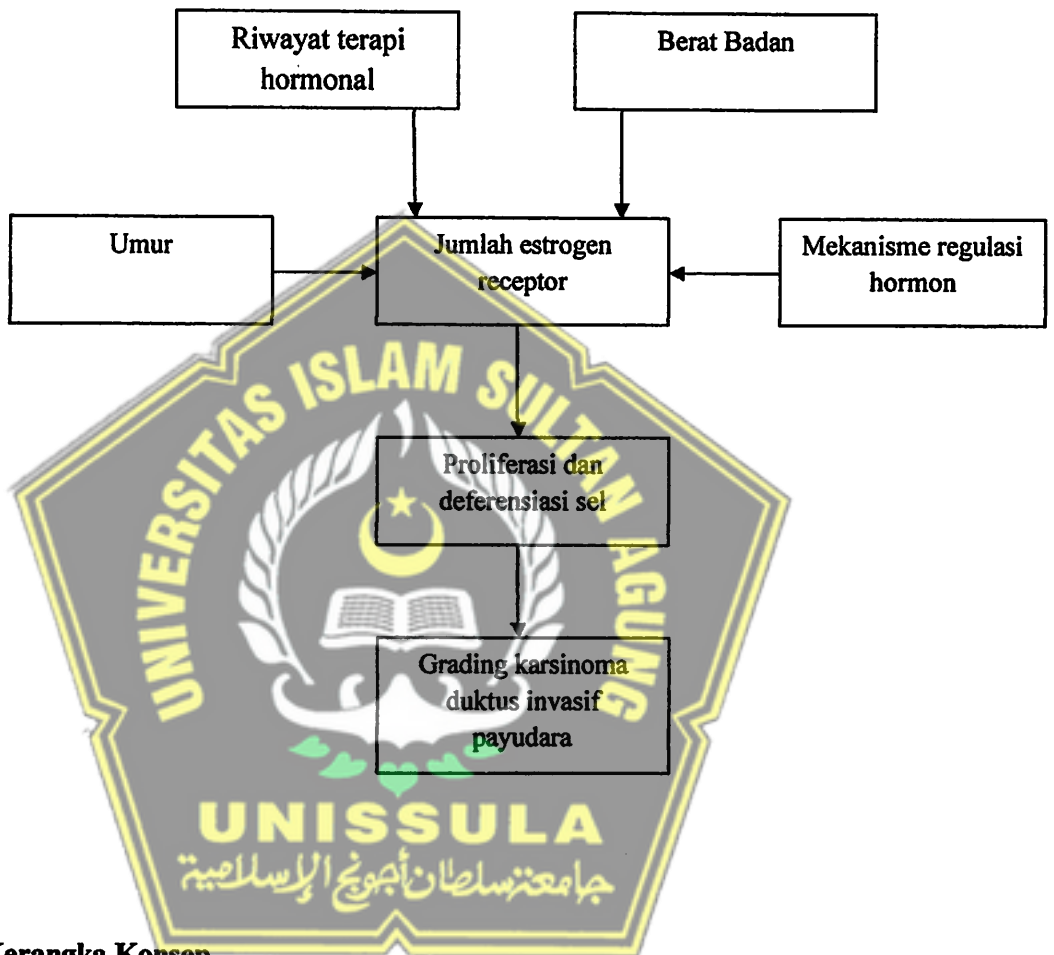 Riwayat terapi
hormonal
Berat Badan
Umur
Jumlah estrogen
receptor
Mekanisme regulasi
hormon
Proliferasi dan
deferensiasi sel
Grading karsinoma
duktus invasif
payudara
UNIVERSITAS ISLAM SULTAN AGUNG
UNISSULA
جامعة سلطان أجونج الإسلامية
Kerangka Konsep